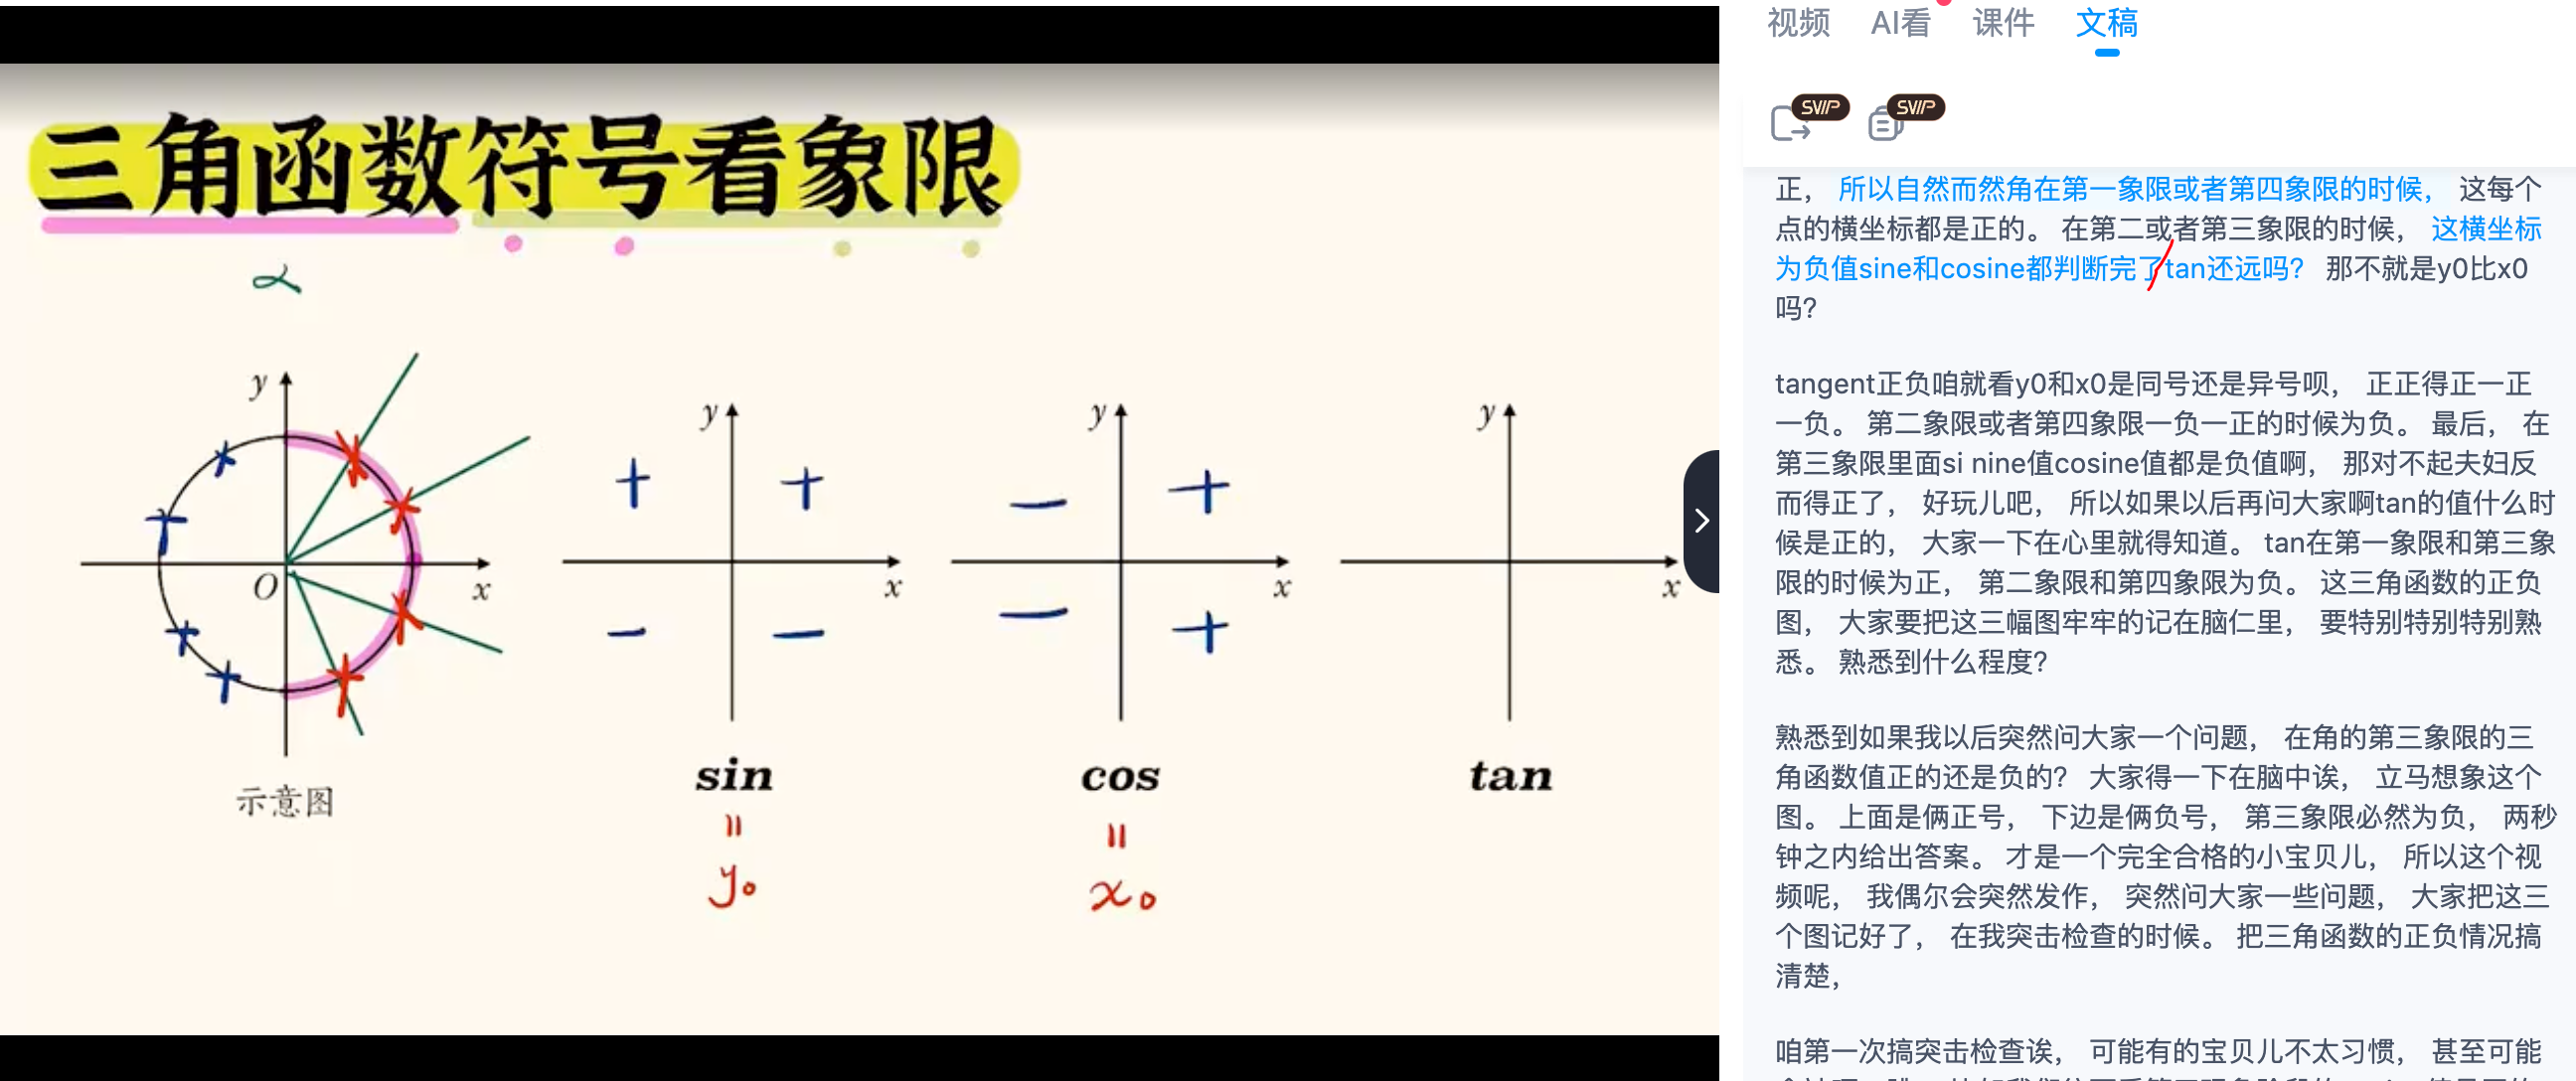 三角函数符号看象限
α
y
O
x
示意图
y
+ +
x
- -
sin
=
y₀
y
- +
x
- +
cos
=
x₀
y
x
tan
视频 AI看 课件 文稿
SVIP SVIP
正， 所以自然而然角在第一象限或者第四象限的时候， 这每个
点的横坐标都是正的。 在第二或者第三象限的时候， 这横坐标
为负值sine和cosine都判断完了tan还远吗? 那不就是y0比x0
吗?
tangent正负咱就看y0和x0是同号还是异号呗， 正正得正一正
一负。 第二象限或者第四象限一负一正的时候为负。 最后， 在
第三象限里面si nine值cosine值都是负值啊， 那对不起夫妇反
而得正了， 好玩儿吧， 所以如果以后再问大家啊tan的值什么时
候是正的， 大家一下在心里就得知道。 tan在第一象限和第三象
限的时候为正， 第二象限和第四象限为负。 这三角函数的正负
图， 大家要把这三幅图牢牢的记在脑仁里， 要特别特别特别熟
悉。 熟悉到什么程度?
熟悉到如果我以后突然问大家一个问题， 在角的第三象限的三
角函数值正的还是负的? 大家得一下在脑中诶， 立马想象这个
图。 上面是俩正号， 下边是俩负号， 第三象限必然为负， 两秒
钟之内给出答案。 才是一个完全合格的小宝贝儿， 所以这个视
频呢， 我偶尔会突然发作， 突然问大家一些问题， 大家把这三
个图记好了， 在我突击检查的时候。 把三角函数的正负情况搞
清楚，
咱第一次搞突击检查诶， 可能有的宝贝儿不太习惯， 甚至可能